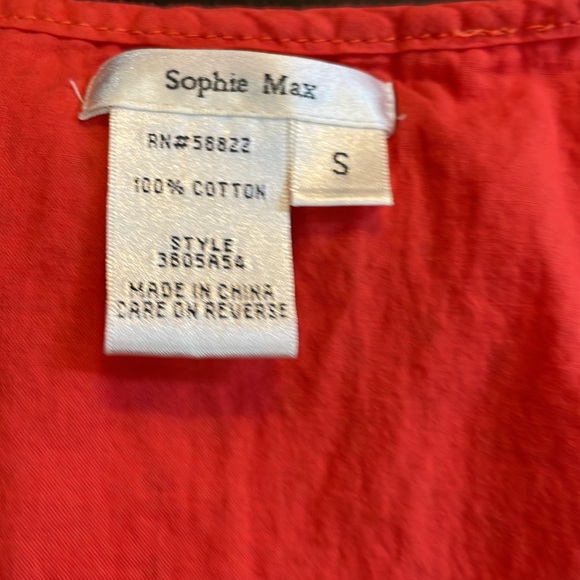 Sophie Max
RN#58822
S
100% COTTON
STYLE
3605A54
MADE IN CHINA
CARE ON REVERSE